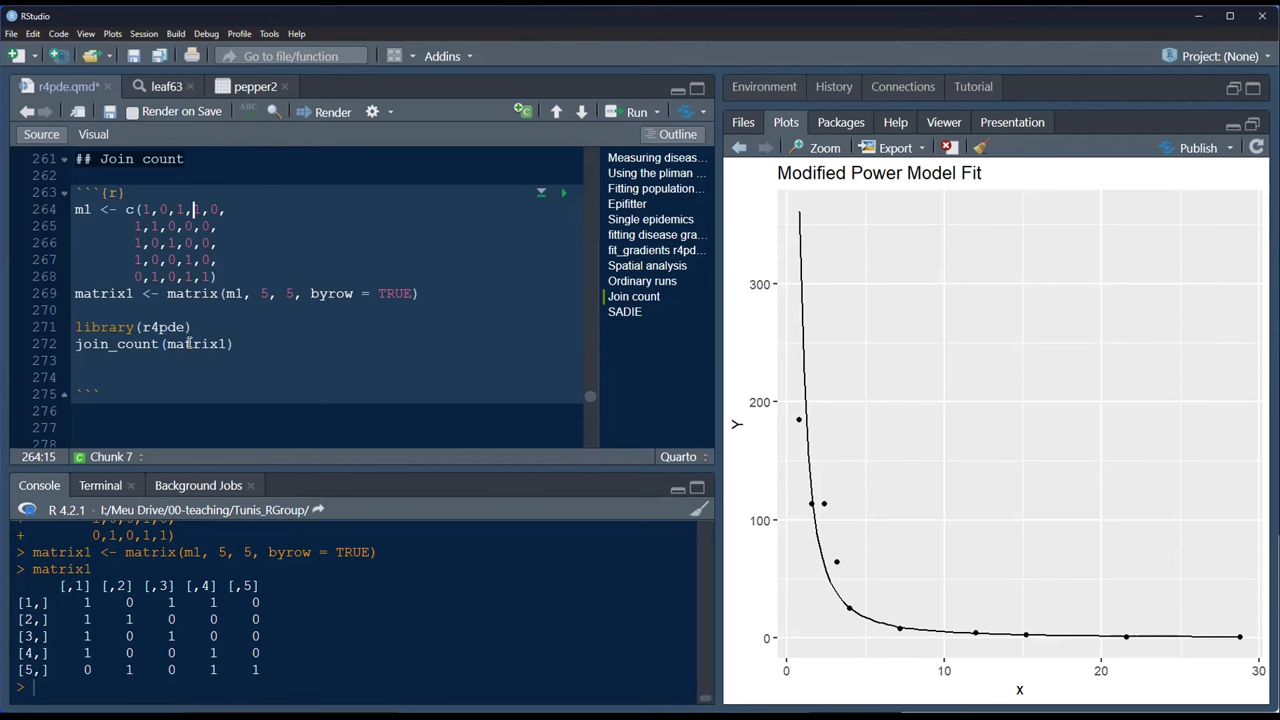 RStudio
File Edit Code View Plots Session Build Debug Profile Tools Help
Go to file/function Addins Project: (None)
r4pde.qmd* leaf63 pepper2
Render on Save ABC Render Run
Source Visual Outline
261 ## Join count
262
263 ```{r}
264 m1 <- c(1,0,1,1,0,
265 1,1,0,0,0,
266 1,0,1,0,0,
267 1,0,0,1,0,
268 0,1,0,1,1)
269 matrix1 <- matrix(m1, 5, 5, byrow = TRUE)
270
271 library(r4pde)
272 join_count(matrix1)
273
274
275 ```
276
277
278
Measuring diseas...
Using the pliman ...
Fitting population...
Epifitter
Single epidemics
fitting disease gra...
fit_gradients r4pd...
Spatial analysis
Ordinary runs
Join count
SADIE
264:15 Chunk 7 Quarto
Console Terminal Background Jobs
R 4.2.1 · I:/Meu Drive/00-teaching/Tunis_RGroup/
+ 1,0,0,1,0,
+ 0,1,0,1,1)
> matrix1 <- matrix(m1, 5, 5, byrow = TRUE)
> matrix1
[,1] [,2] [,3] [,4] [,5]
[1,] 1 0 1 1 0
[2,] 1 1 0 0 0
[3,] 1 0 1 0 0
[4,] 1 0 0 1 0
[5,] 0 1 0 1 1
>
Environment History Connections Tutorial
Files Plots Packages Help Viewer Presentation
Zoom Export Publish
Modified Power Model Fit
300
200
100
0
Y
0 10 20 30
x